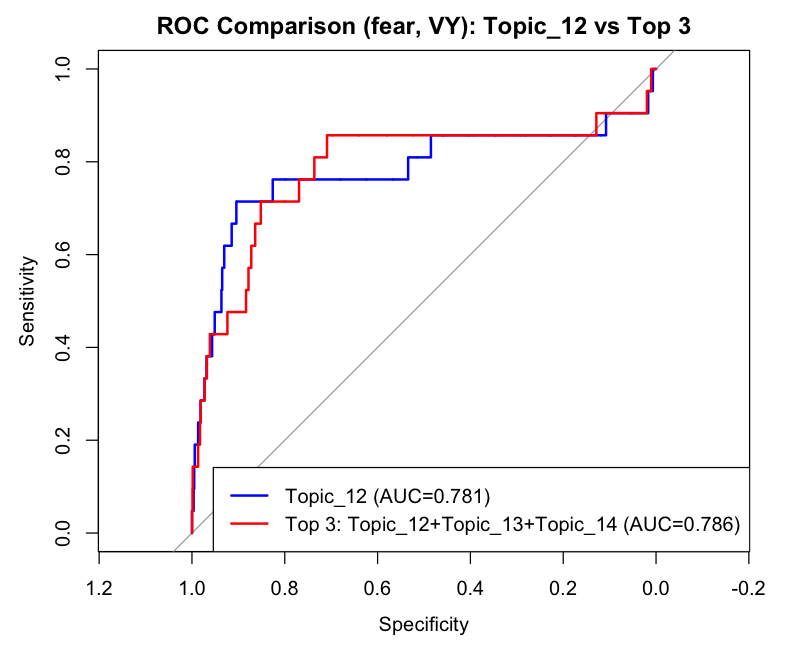 ROC Comparison (fear, VY): Topic_12 vs Top 3
Sensitivity
1.0
0.8
0.6
0.4
0.2
0.0
Topic_12 (AUC=0.781)
Top 3: Topic_12+Topic_13+Topic_14 (AUC=0.786)
1.2 1.0 0.8 0.6 0.4 0.2 0.0 -0.2
Specificity